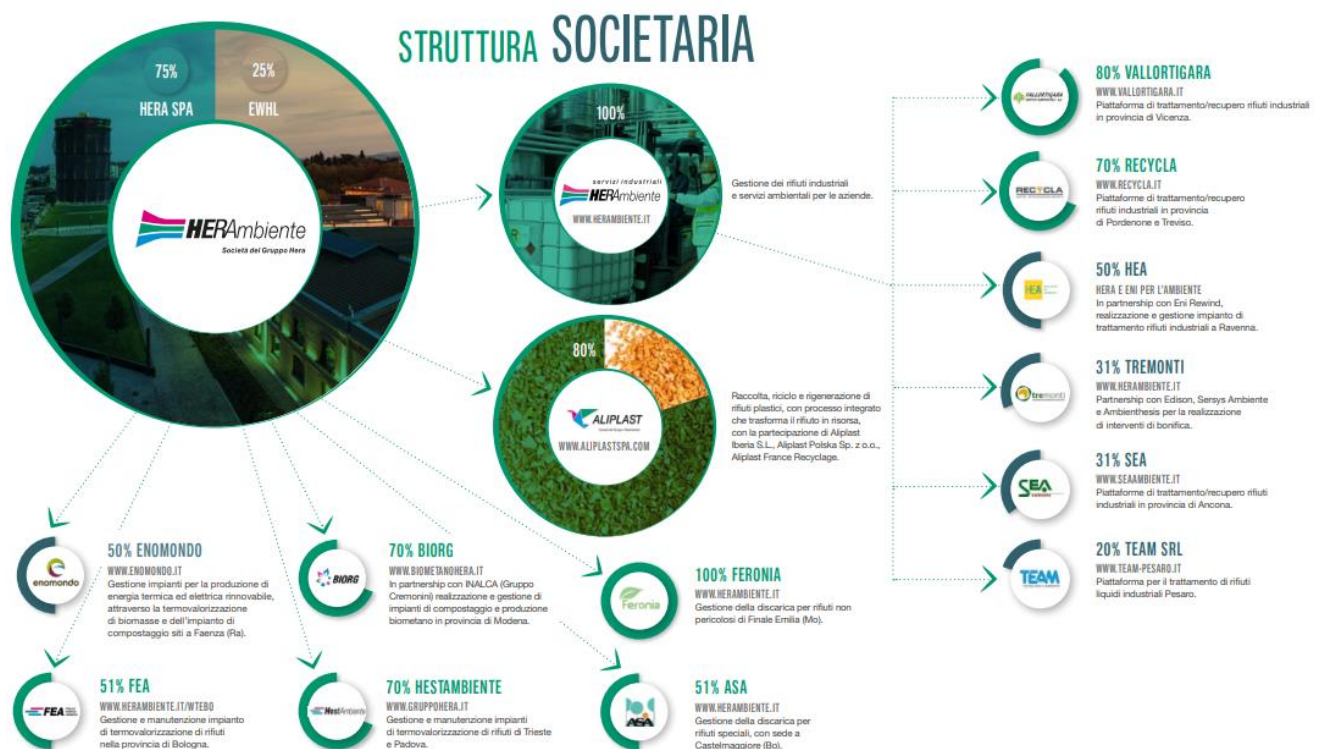 STRUTTURA SOCIETARIA
75%
HERA SPA
25%
EWHL
HERAmbiente
Società del Gruppo Hera
100%
servizi industriali
HERAmbiente
WWW.HERAMBIENTE.IT
Gestione dei rifiuti industriali
e servizi ambientali per le aziende.
80%
ALIPLAST
WWW.ALIPLASTSPA.COM
Raccolta, riciclo e rigenerazione di
rifiuti plastici, con processo integrato
che trasforma il rifiuto in risorsa,
con la partecipazione di Aliplast
Iberia S.L., Aliplast Polska Sp. z o.o.,
Aliplast France Recyclage.
VALLORTIGARA
80% VALLORTIGARA
WWW.VALLORTIGARA.IT
Piattaforma di trattamento/recupero rifiuti industriali
in provincia di Vicenza.
RECYCLA
70% RECYCLA
WWW.RECYCLA.IT
Piattaforme di trattamento/recupero
rifiuti industriali in provincia
di Pordenone e Treviso.
HEA
50% HEA
HERA E ENI PER L'AMBIENTE
In partnership con Eni Rewind,
realizzazione e gestione impianto di
trattamento rifiuti industriali a Ravenna.
tremonti
31% TREMONTI
WWW.HERAMBIENTE.IT
Partnership con Edison, Sersys Ambiente
e Ambienthesis per la realizzazione
di interventi di bonifica.
SEA
31% SEA
WWW.SEAAMBIENTE.IT
Piattaforme di trattamento/recupero rifiuti
industriali in provincia di Ancona.
TEAM
20% TEAM SRL
WWW.TEAM-PESARO.IT
Piattaforma per il trattamento di rifiuti
liquidi industriali Pesaro.
enomondo
50% ENOMONDO
WWW.ENOMONDO.IT
Gestione impianti per la produzione di
energia termica ed elettrica rinnovabile,
attraverso la termovalorizzazione
di biomasse e dell'impianto di
compostaggio siti a Faenza (Ra).
BIORG
70% BIORG
WWW.BIOMETANOHERA.IT
In partnership con INALCA (Gruppo
Cremonini) realizzazione e gestione di
impianti di compostaggio e produzione
biometano in provincia di Modena.
Feronia
100% FERONIA
WWW.HERAMBIENTE.IT
Gestione della discarica per rifiuti non
pericolosi di Finale Emilia (Mo).
FEA
51% FEA
WWW.HERAMBIENTE.IT/WTEBO
Gestione e manutenzione impianto
di termovalorizzazione di rifiuti
nella provincia di Bologna.
HestAmbiente
70% HESTAMBIENTE
WWW.GRUPPOHERA.IT
Gestione e manutenzione impianti
di termovalorizzazione di rifiuti di Trieste
e Padova.
ASA
51% ASA
WWW.HERAMBIENTE.IT
Gestione della discarica per
rifiuti speciali, con sede a
Castelmaggiore (Bo).